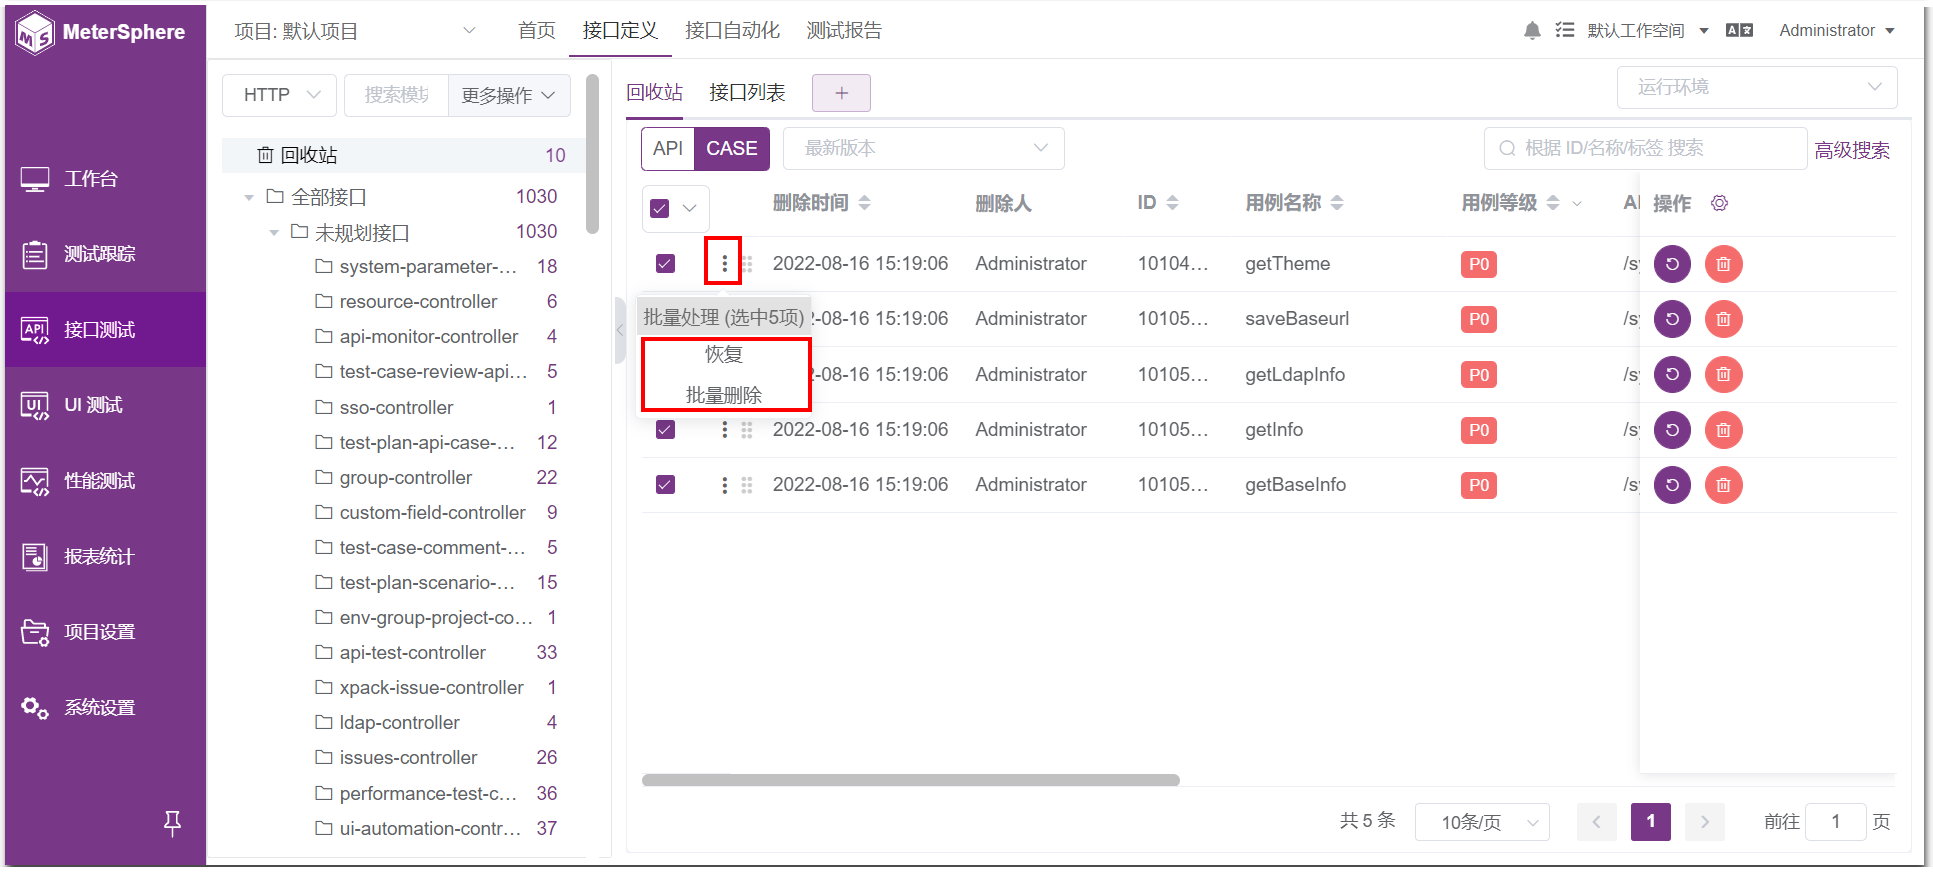 MeterSphere
项目: 默认项目
首页
接口定义
接口自动化
测试报告
默认工作空间
Administrator
工作台
测试跟踪
接口测试
UI 测试
性能测试
报表统计
项目设置
系统设置
HTTP
搜索模块
更多操作
回收站 10
全部接口 1030
未规划接口 1030
system-parameter-... 18
resource-controller 6
api-monitor-controller 4
test-case-review-api... 5
sso-controller 1
test-plan-api-case-... 12
group-controller 22
custom-field-controller 9
test-case-comment-... 5
test-plan-scenario-... 15
env-group-project-co... 1
api-test-controller 33
xpack-issue-controller 1
ldap-controller 4
issues-controller 26
performance-test-c... 36
ui-automation-contr... 37
回收站
接口列表
+
运行环境
API
CASE
最新版本
根据 ID/名称/标签 搜索
高级搜索
删除时间 删除人 ID 用例名称 用例等级 操作
2022-08-16 15:19:06 Administrator 10104... getTheme P0 /sy
批量处理 (选中5项)
-08-16 15:19:06 Administrator 10105... saveBaseurl P0 /sy
恢复
-08-16 15:19:06 Administrator 10105... getLdapInfo P0 /sy
批量删除
2022-08-16 15:19:06 Administrator 10105... getInfo P0 /sy
2022-08-16 15:19:06 Administrator 10105... getBaseInfo P0 /sy
共 5 条
10条/页
1
前往 1 页